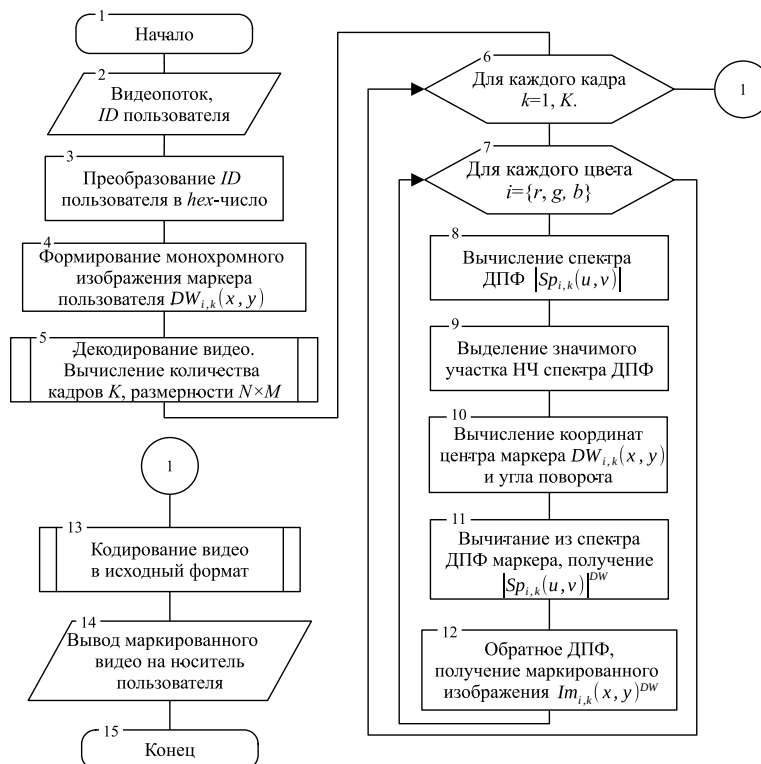 1
Начало
2
Видеопоток,
ID пользователя
3
Преобразование ID
пользователя в hex-число
4
Формирование монохромного
изображения маркера
пользователя DW_{i,k}(x, y)
5
Декодирование видео.
Вычисление количества
кадров K, размерности N×M
6
Для каждого кадра
k=1, K.
1
7
Для каждого цвета
i={r, g, b}
8
Вычисление спектра
ДПФ |Sp_{i,k}(u,v)|
9
Выделение значимого
участка НЧ спектра ДПФ
10
Вычисление координат
центра маркера DW_{i,k}(x, y)
и угла поворота
11
Вычитание из спектра
ДПФ маркера, получение
|Sp_{i,k}(u,v)|^{DW}
12
Обратное ДПФ,
получение маркированного
изображения Im_{i,k}(x, y)^{DW}
1
13
Кодирование видео
в исходный формат
14
Вывод маркированного
видео на носитель
пользователя
15
Конец